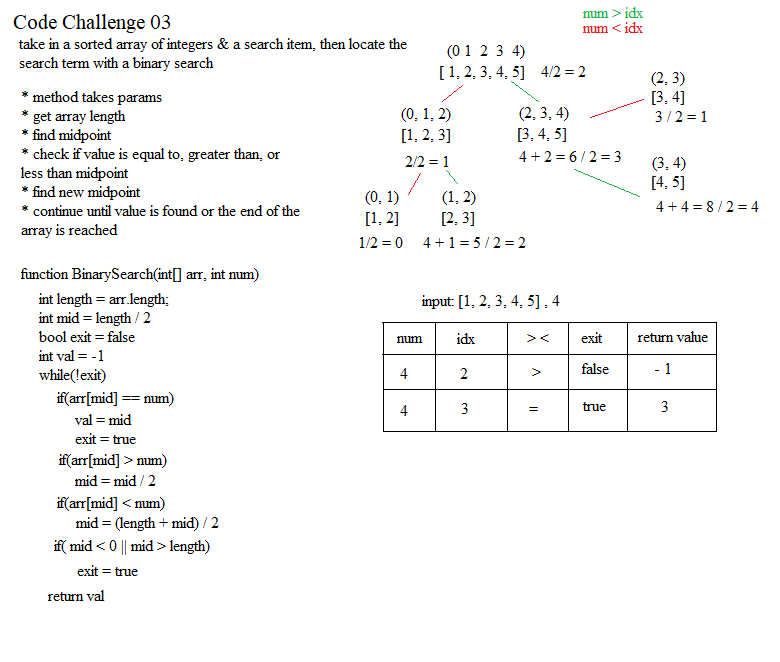 Code Challenge 03
take in a sorted array of integers & a search item, then locate the
search term with a binary search
* method takes params
* get array length
* find midpoint
* check if value is equal to, greater than, or
less than midpoint
* find new midpoint
* continue until value is found or the end of the
array is reached
num > idx
num < idx
(0 1 2 3 4)
[ 1, 2, 3, 4, 5] 4/2 = 2
(0, 1, 2)
[1, 2, 3]
2/2 = 1
(2, 3, 4)
[3, 4, 5]
4 + 2 = 6 / 2 = 3
(2, 3)
[3, 4]
3 / 2 = 1
(3, 4)
[4, 5]
4 + 4 = 8 / 2 = 4
(0, 1)
[1, 2]
1/2 = 0
(1, 2)
[2, 3]
4 + 1 = 5 / 2 = 2
function BinarySearch(int[] arr, int num)
int length = arr.length;
int mid = length / 2
bool exit = false
int val = -1
while(!exit)
if(arr[mid] == num)
val = mid
exit = true
if(arr[mid] > num)
mid = mid / 2
if(arr[mid] < num)
mid = (length + mid) / 2
if( mid < 0 || mid > length)
exit = true
return val
input: [1, 2, 3, 4, 5] , 4
num idx > < exit return value
4 2 > false - 1
4 3 = true 3